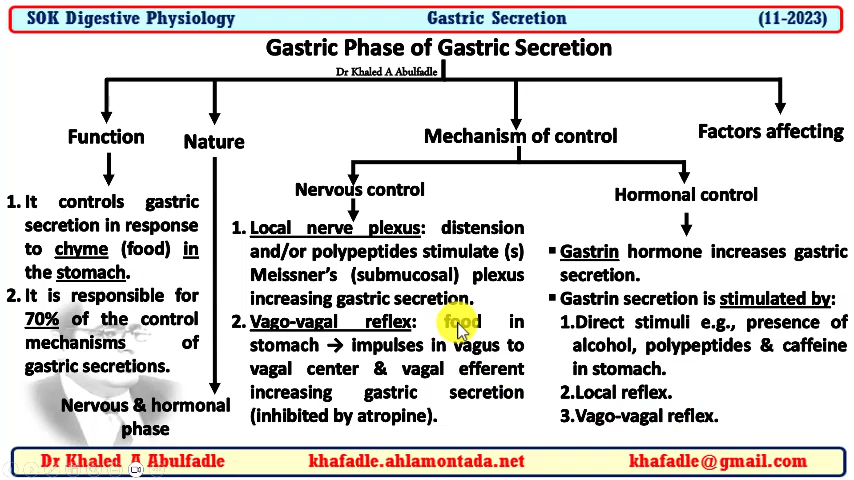 SOK Digestive Physiology Gastric Secretion (11-2023)
Gastric Phase of Gastric Secretion
Dr Khaled A Abulfadle
Function
Nature
Mechanism of control
Factors affecting
1. It controls gastric
secretion in response
to chyme (food) in
the stomach.
2. It is responsible for
70% of the control
mechanisms of
gastric secretions.
Nervous & hormonal
phase
Nervous control
1. Local nerve plexus: distension
and/or polypeptides stimulate (s)
Meissner's (submucosal) plexus
increasing gastric secretion.
2. Vago-vagal reflex: food in
stomach → impulses in vagus to
vagal center & vagal efferent
increasing gastric secretion
(inhibited by atropine).
Hormonal control
▪ Gastrin hormone increases gastric
secretion.
▪ Gastrin secretion is stimulated by:
1.Direct stimuli e.g., presence of
alcohol, polypeptides & caffeine
in stomach.
2.Local reflex.
3.Vago-vagal reflex.
Dr Khaled A Abulfadle khafadle.ahlamontada.net khafadle@gmail.com